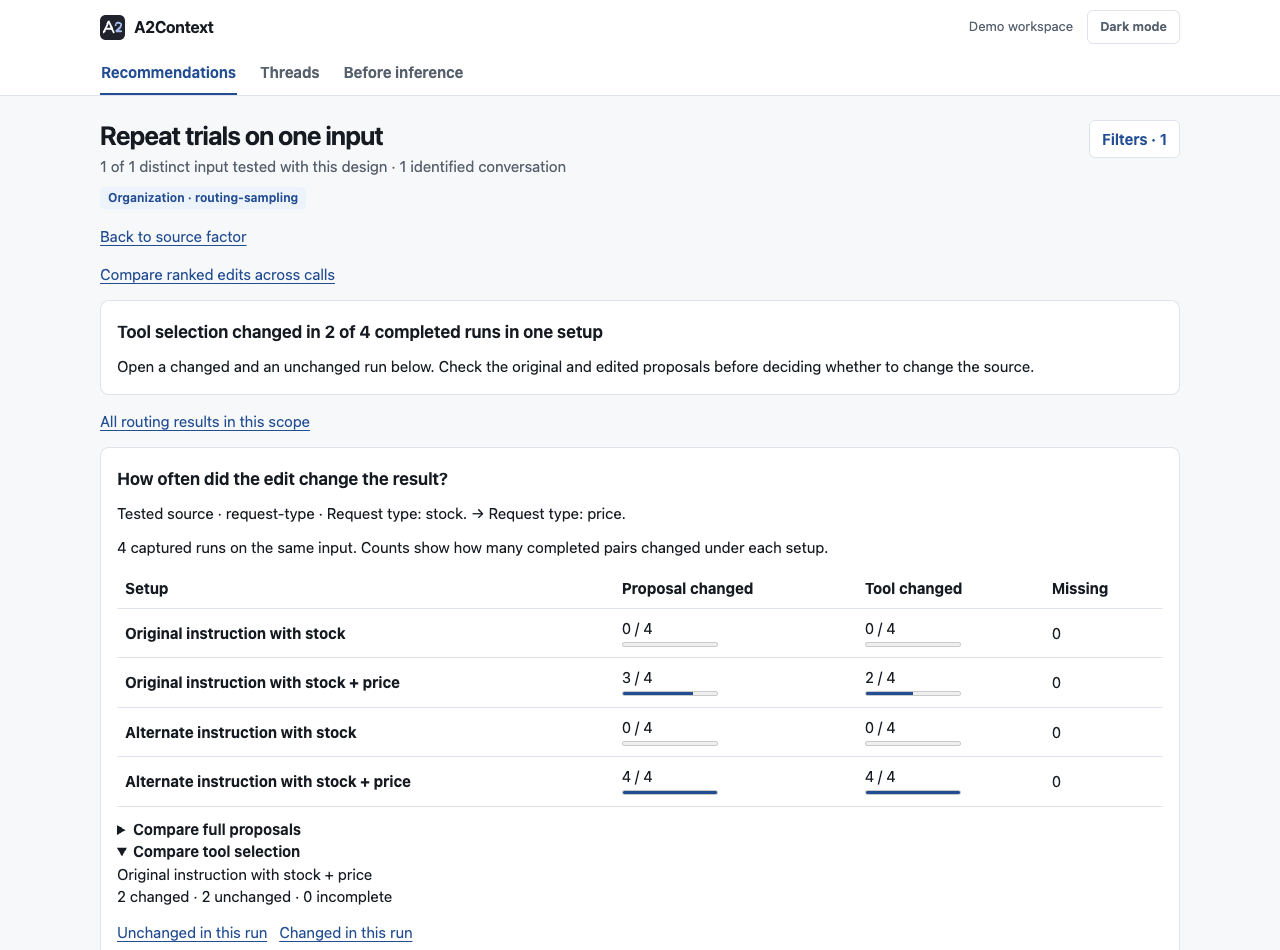 A2 A2Context
Demo workspace
Dark mode
Recommendations Threads Before inference
Repeat trials on one input
Filters · 1
1 of 1 distinct input tested with this design · 1 identified conversation
Organization · routing-sampling
Back to source factor
Compare ranked edits across calls
Tool selection changed in 2 of 4 completed runs in one setup
Open a changed and an unchanged run below. Check the original and edited proposals before deciding whether to change the source.
All routing results in this scope
How often did the edit change the result?
Tested source · request-type · Request type: stock. → Request type: price.
4 captured runs on the same input. Counts show how many completed pairs changed under each setup.
Setup Proposal changed Tool changed Missing
Original instruction with stock 0 / 4 0 / 4 0
Original instruction with stock + price 3 / 4 2 / 4 0
Alternate instruction with stock 0 / 4 0 / 4 0
Alternate instruction with stock + price 4 / 4 4 / 4 0
▶ Compare full proposals
▼ Compare tool selection
Original instruction with stock + price
2 changed · 2 unchanged · 0 incomplete
Unchanged in this run Changed in this run